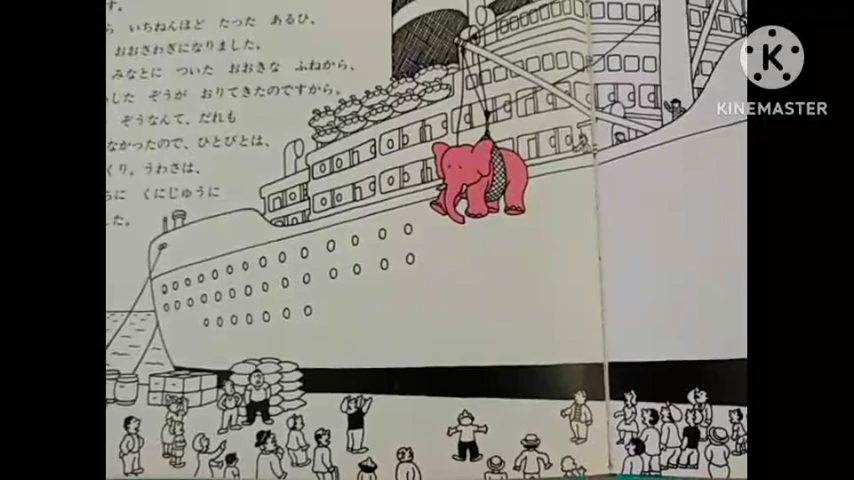 す。
いちねんほど たった あるひ、
おおさわぎになりました。
みなとに ついた おおきな ふねから、
した ぞうが おりてきたのですから。
ぞうなんて、だれも
なかったので、ひとびとは、
くり。うわさは、
に くにじゅうに
た。
K
KINEMASTER